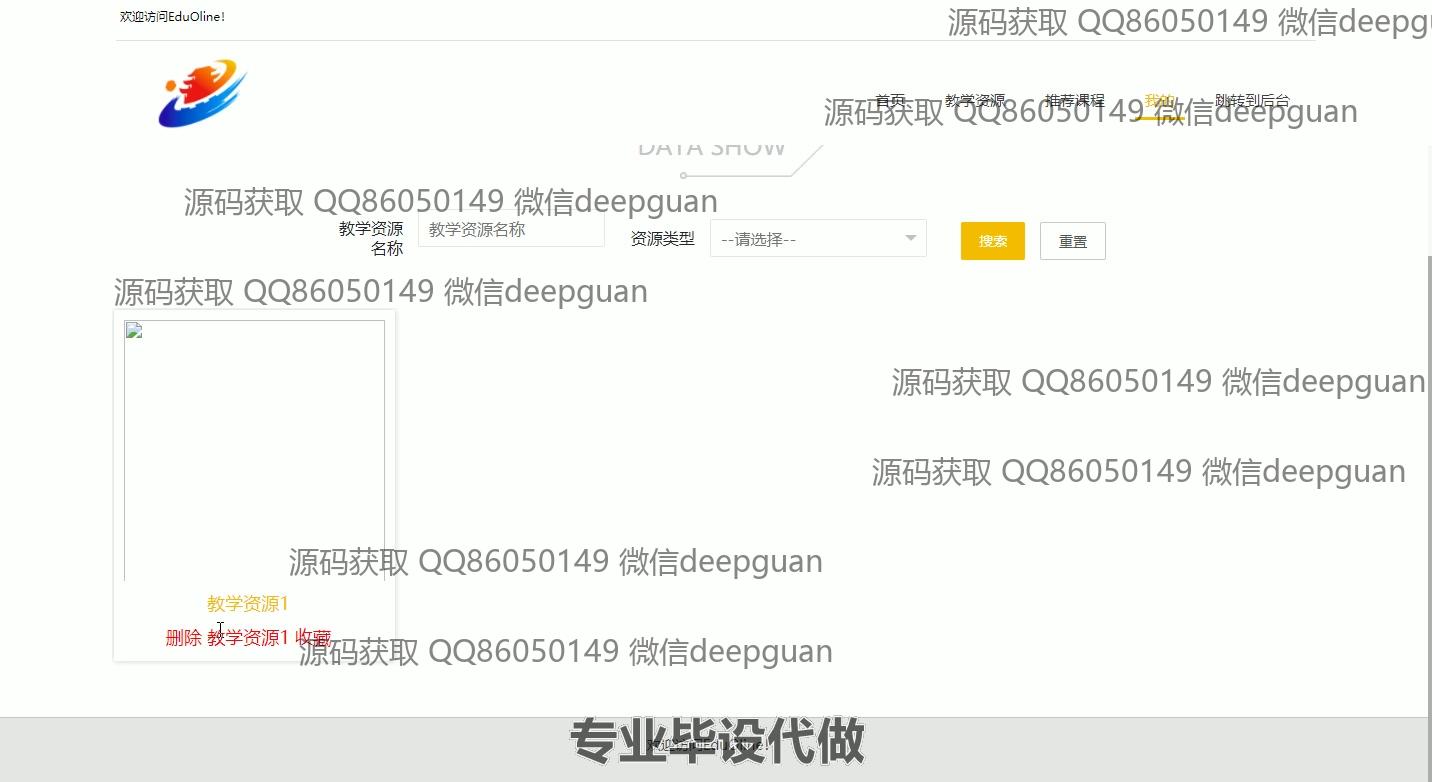 欢迎访问EduOline!
源码获取 QQ86050149 微信deepgu
首页 教学资源 推荐课程 我的 跳转到后台
源码获取 QQ86050149 微信deepguan
DATA SHOW
源码获取 QQ86050149 微信deepguan
教学资源名称 教学资源名称 资源类型 --请选择-- 搜索 重置
源码获取 QQ86050149 微信deepguan
源码获取 QQ86050149 微信deepguan
源码获取 QQ86050149 微信deepguan
源码获取 QQ86050149 微信deepguan
教学资源1
删除 教学资源1 收藏
源码获取 QQ86050149 微信deepguan
专业毕设代做
欢迎访问EduOline!